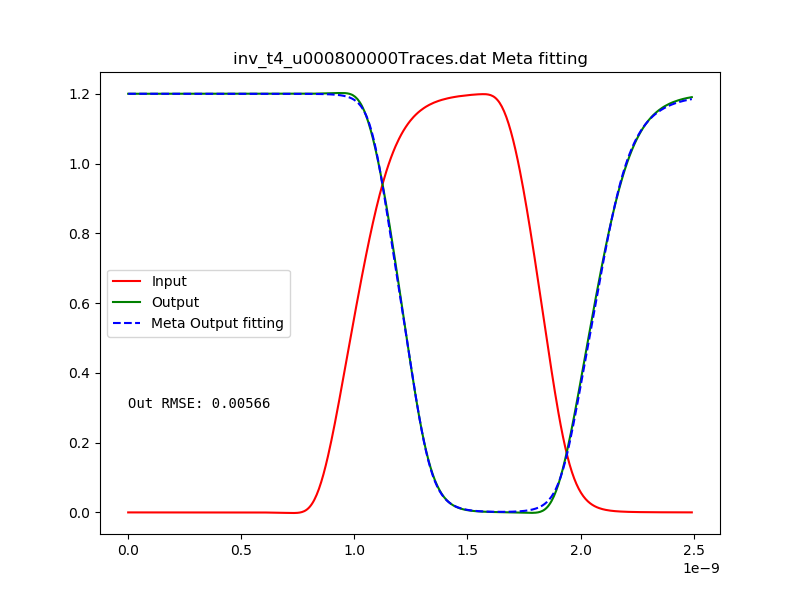 inv_t4_u000800000Traces.dat Meta fitting
1.2
1.0
0.8
0.6
0.4
0.2
0.0
Input
Output
Meta Output fitting
Out RMSE: 0.00566
0.0 0.5 1.0 1.5 2.0 2.5
1e−9